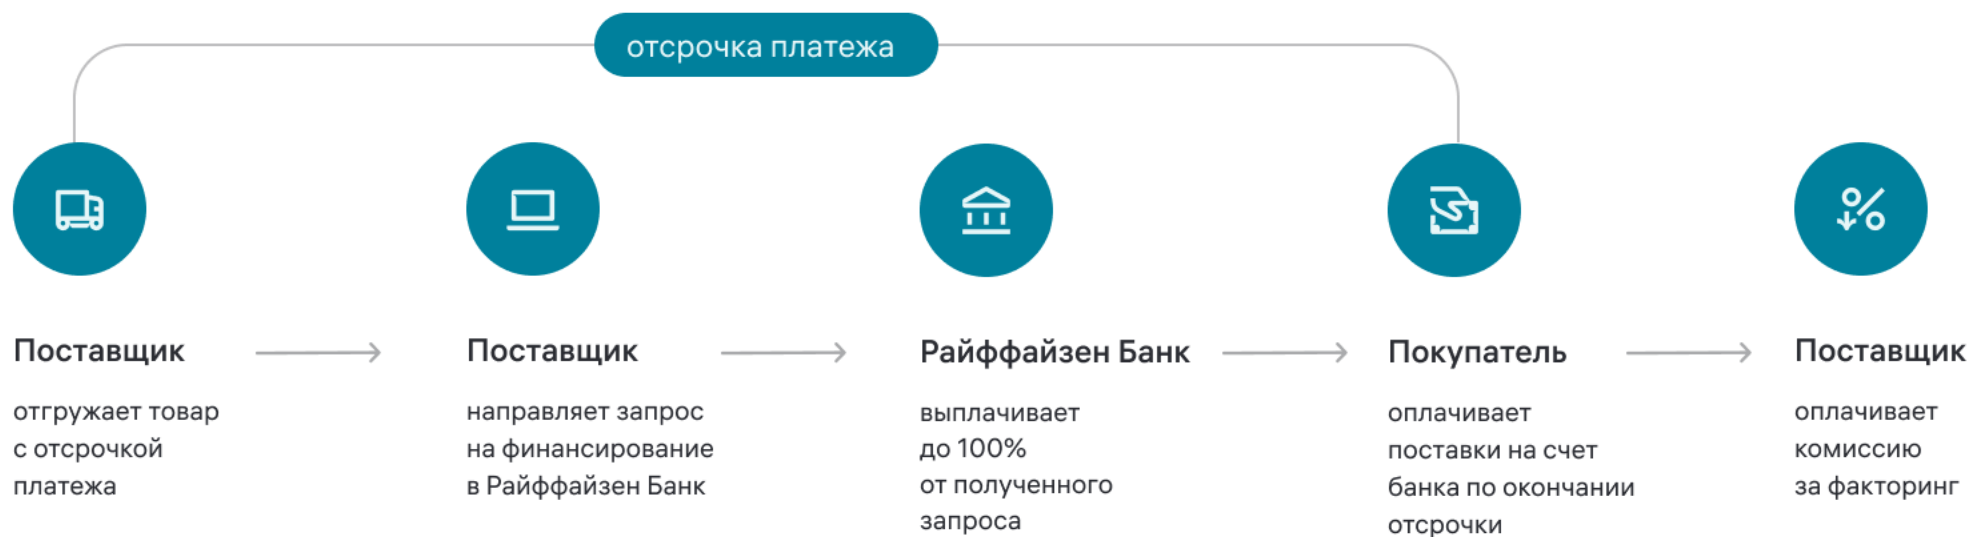 отсрочка платежа
Поставщик
отгружает товар
с отсрочкой
платежа
Поставщик
направляет запрос
на финансирование
в Райффайзен Банк
Райффайзен Банк
выплачивает
до 100%
от полученного
запроса
Покупатель
оплачивает
поставки на счет
банка по окончании
отсрочки
Поставщик
оплачивает
комиссию
за факторинг